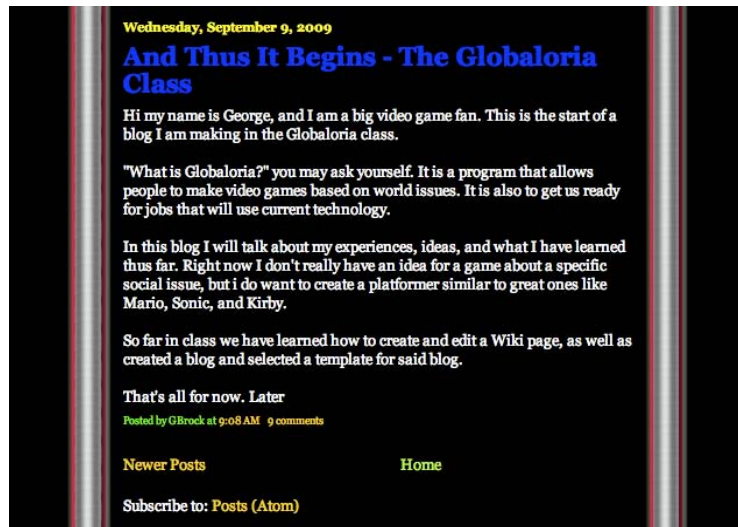 Wednesday, September 9, 2009
And Thus It Begins - The Globaloria
Class
Hi my name is George, and I am a big video game fan. This is the start of a
blog I am making in the Globaloria class.
"What is Globaloria?" you may ask yourself. It is a program that allows
people to make video games based on world issues. It is also to get us ready
for jobs that will use current technology.
In this blog I will talk about my experiences, ideas, and what I have learned
thus far. Right now I don't really have an idea for a game about a specific
social issue, but i do want to create a platformer similar to great ones like
Mario, Sonic, and Kirby.
So far in class we have learned how to create and edit a Wiki page, as well as
created a blog and selected a template for said blog.
That's all for now. Later
Posted by GBrock at 9:08 AM 9 comments
Newer Posts Home
Subscribe to: Posts (Atom)